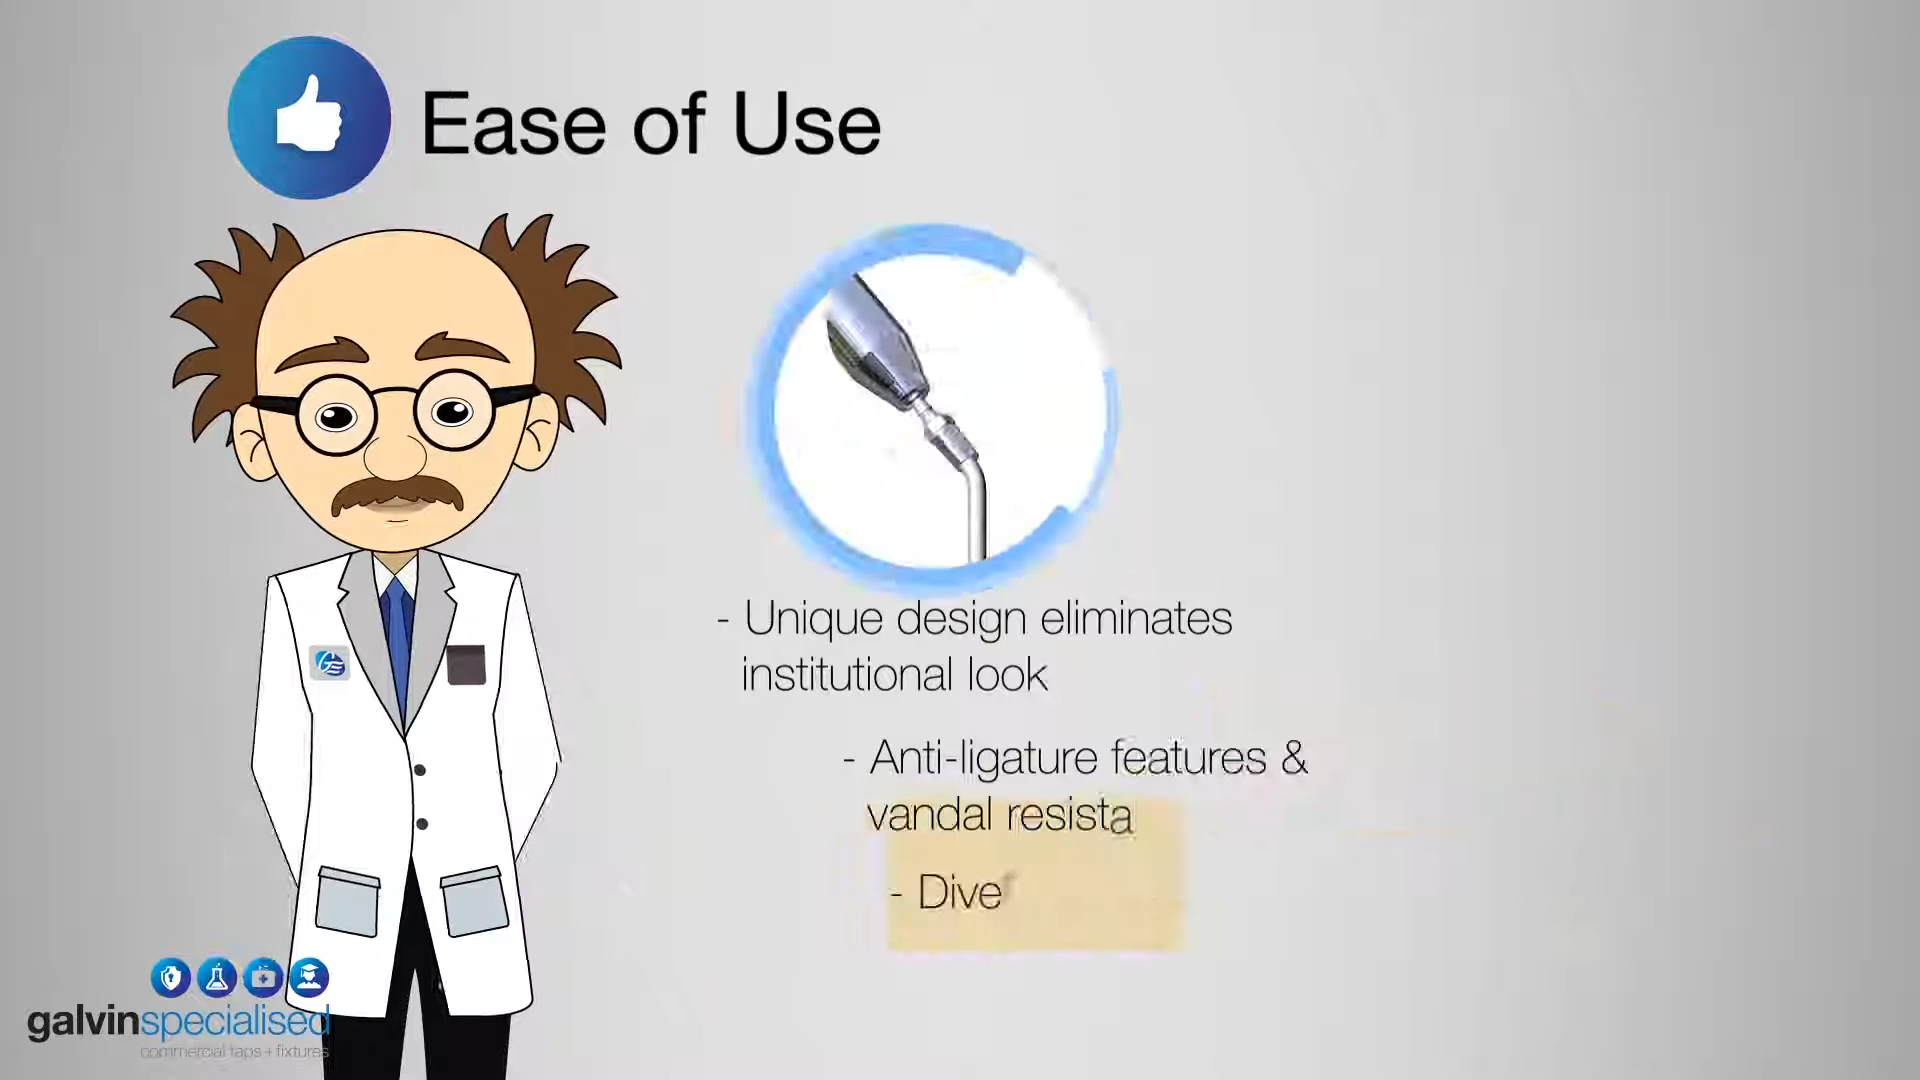 Ease of Use
- Unique design eliminates
institutional look
- Anti-ligature features &
vandal resista
- Dive
galvinspecialised
commercial taps + fixtures